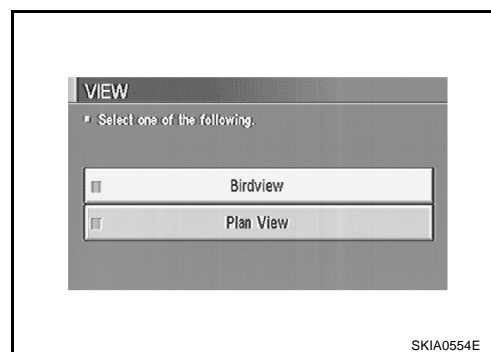 VIEW
Select one of the following.
Birdview
Plan View
SKIA0554E